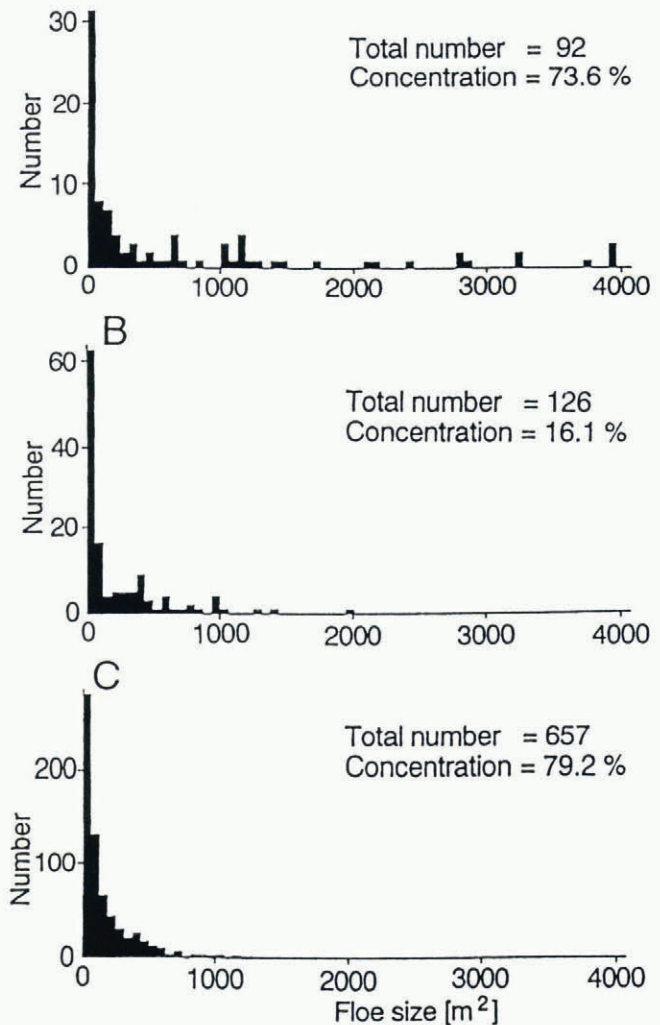 30
20
10
0
Number
Total number = 92
Concentration = 73.6 %
0 1000 2000 3000 4000
B
60
40
20
0
Number
Total number = 126
Concentration = 16.1 %
0 1000 2000 3000 4000
C
200
100
0
Number
Total number = 657
Concentration = 79.2 %
0 1000 2000 3000 4000
Floe size [m²]